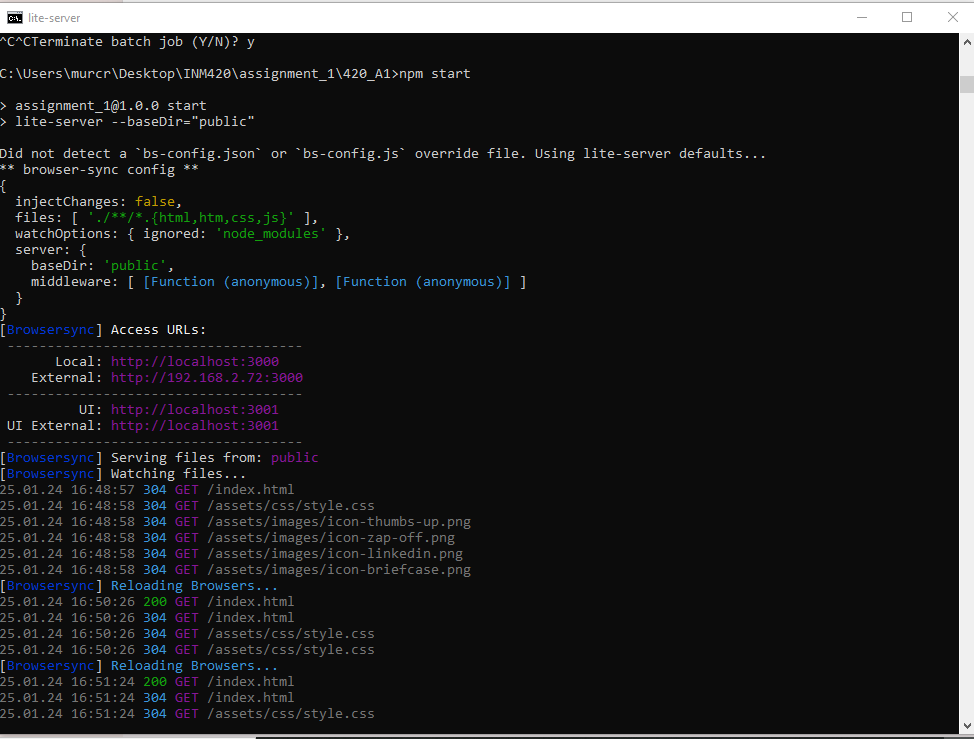 lite-server
^C^CTerminate batch job (Y/N)? y
C:\Users\murcr\Desktop\INM420\assignment_1\420_A1>npm start
> assignment_1@1.0.0 start
> lite-server --baseDir="public"
Did not detect a `bs-config.json` or `bs-config.js` override file. Using lite-server defaults...
** browser-sync config **
{
  injectChanges: false,
  files: [ './**/*.{html,htm,css,js}' ],
  watchOptions: { ignored: 'node_modules' },
  server: {
    baseDir: 'public',
    middleware: [ [Function (anonymous)], [Function (anonymous)] ]
  }
}
[Browsersync] Access URLs:
 -------------------------------------
       Local: http://localhost:3000
    External: http://192.168.2.72:3000
 -------------------------------------
          UI: http://localhost:3001
 UI External: http://localhost:3001
 -------------------------------------
[Browsersync] Serving files from: public
[Browsersync] Watching files...
25.01.24 16:48:57 304 GET /index.html
25.01.24 16:48:58 304 GET /assets/css/style.css
25.01.24 16:48:58 304 GET /assets/images/icon-thumbs-up.png
25.01.24 16:48:58 304 GET /assets/images/icon-zap-off.png
25.01.24 16:48:58 304 GET /assets/images/icon-linkedin.png
25.01.24 16:48:58 304 GET /assets/images/icon-briefcase.png
[Browsersync] Reloading Browsers...
25.01.24 16:50:26 200 GET /index.html
25.01.24 16:50:26 304 GET /index.html
25.01.24 16:50:26 304 GET /assets/css/style.css
25.01.24 16:50:26 304 GET /assets/css/style.css
[Browsersync] Reloading Browsers...
25.01.24 16:51:24 200 GET /index.html
25.01.24 16:51:24 304 GET /index.html
25.01.24 16:51:24 304 GET /assets/css/style.css